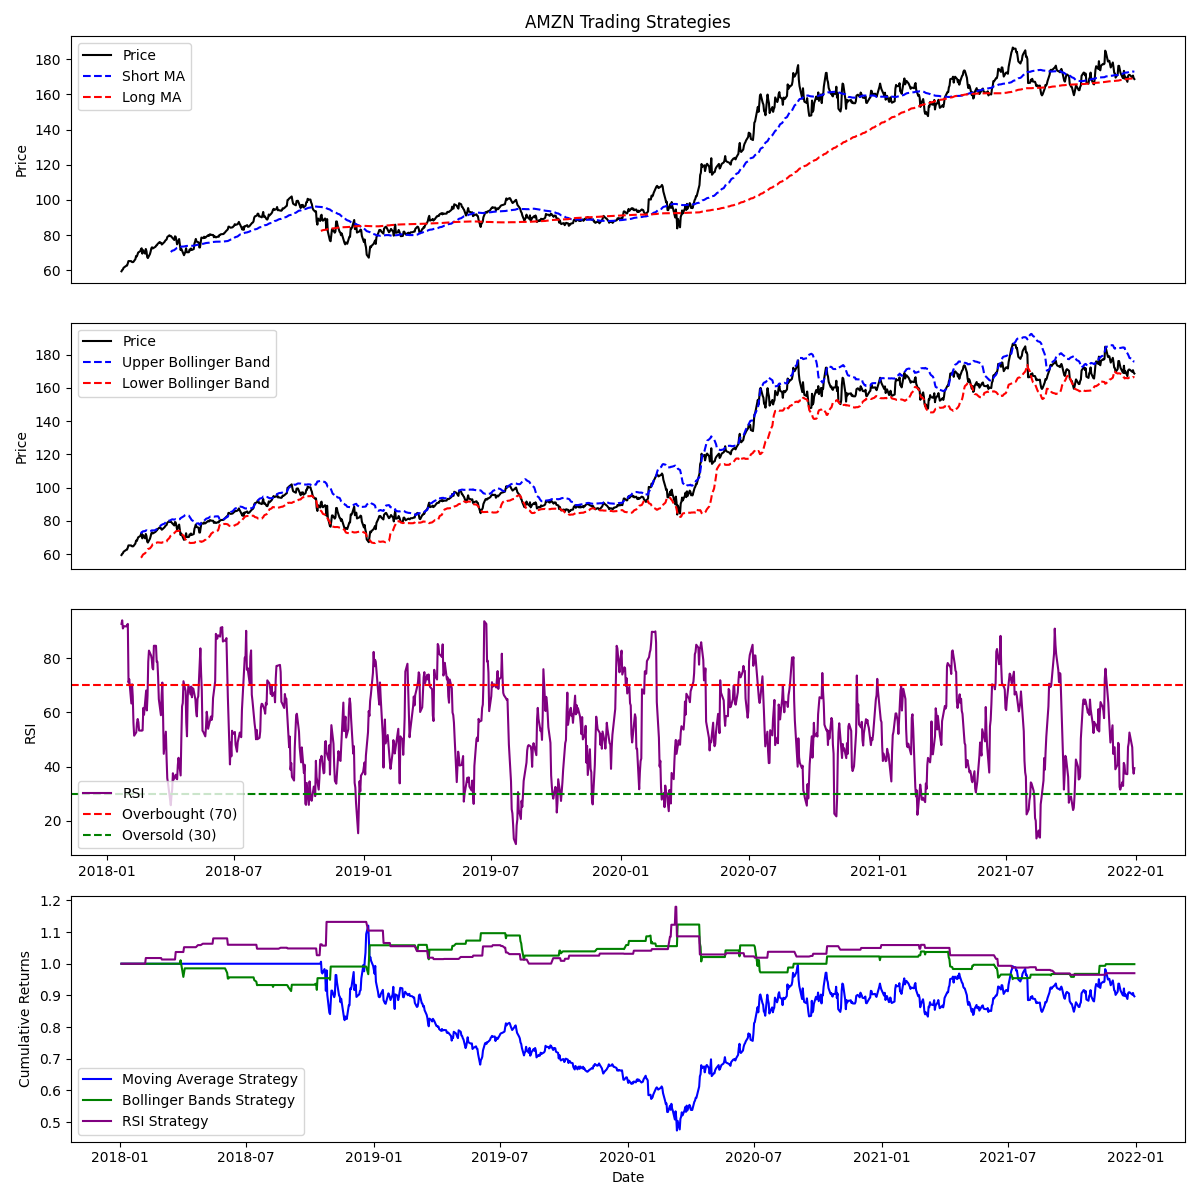 AMZN Trading Strategies
Price
180
160
140
120
100
80
60
Price
Short MA
Long MA
Price
180
160
140
120
100
80
60
Price
Upper Bollinger Band
Lower Bollinger Band
RSI
80
60
40
20
RSI
Overbought (70)
Oversold (30)
2018-01 2018-07 2019-01 2019-07 2020-01 2020-07 2021-01 2021-07 2022-01
Cumulative Returns
1.2
1.1
1.0
0.9
0.8
0.7
0.6
0.5
Moving Average Strategy
Bollinger Bands Strategy
RSI Strategy
2018-01 2018-07 2019-01 2019-07 2020-01 2020-07 2021-01 2021-07 2022-01
Date